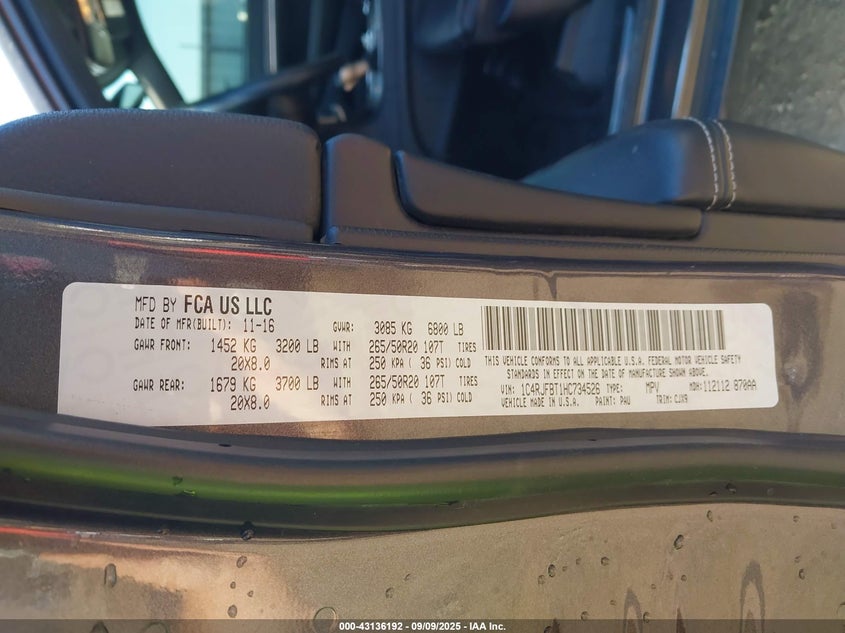 MFD BY FCA US LLC
DATE OF MFR(BUILT): 11-16 GVWR: 3085 KG 6800 LB
GAWR FRONT: 1452 KG 3200 LB WITH 265/50R20 107T TIRES
20X8.0 RIMS AT 250 KPA ( 36 PSI) COLD
GAWR REAR: 1679 KG 3700 LB WITH 265/50R20 107T TIRES
20X8.0 RIMS AT 250 KPA ( 36 PSI) COLD
THIS VEHICLE CONFORMS TO ALL APPLICABLE U.S.A. FEDERAL MOTOR VEHICLE SAFETY
STANDARDS IN EFFECT ON THE DATE OF MANUFACTURE SHOWN ABOVE.
VIN: 1C4RJFBT1HC734526 TYPE: MPV MDH: 112112 870AA
VEHICLE MADE IN U.S.A. PAINT: PAU TRIM: CJX9
000-43136192 - 09/09/2025 - IAA Inc.